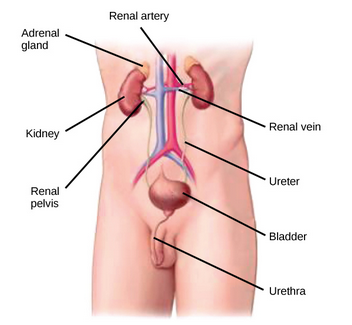 Renal artery
Adrenal
gland
Kidney
Renal vein
Renal
pelvis
Ureter
Bladder
Urethra